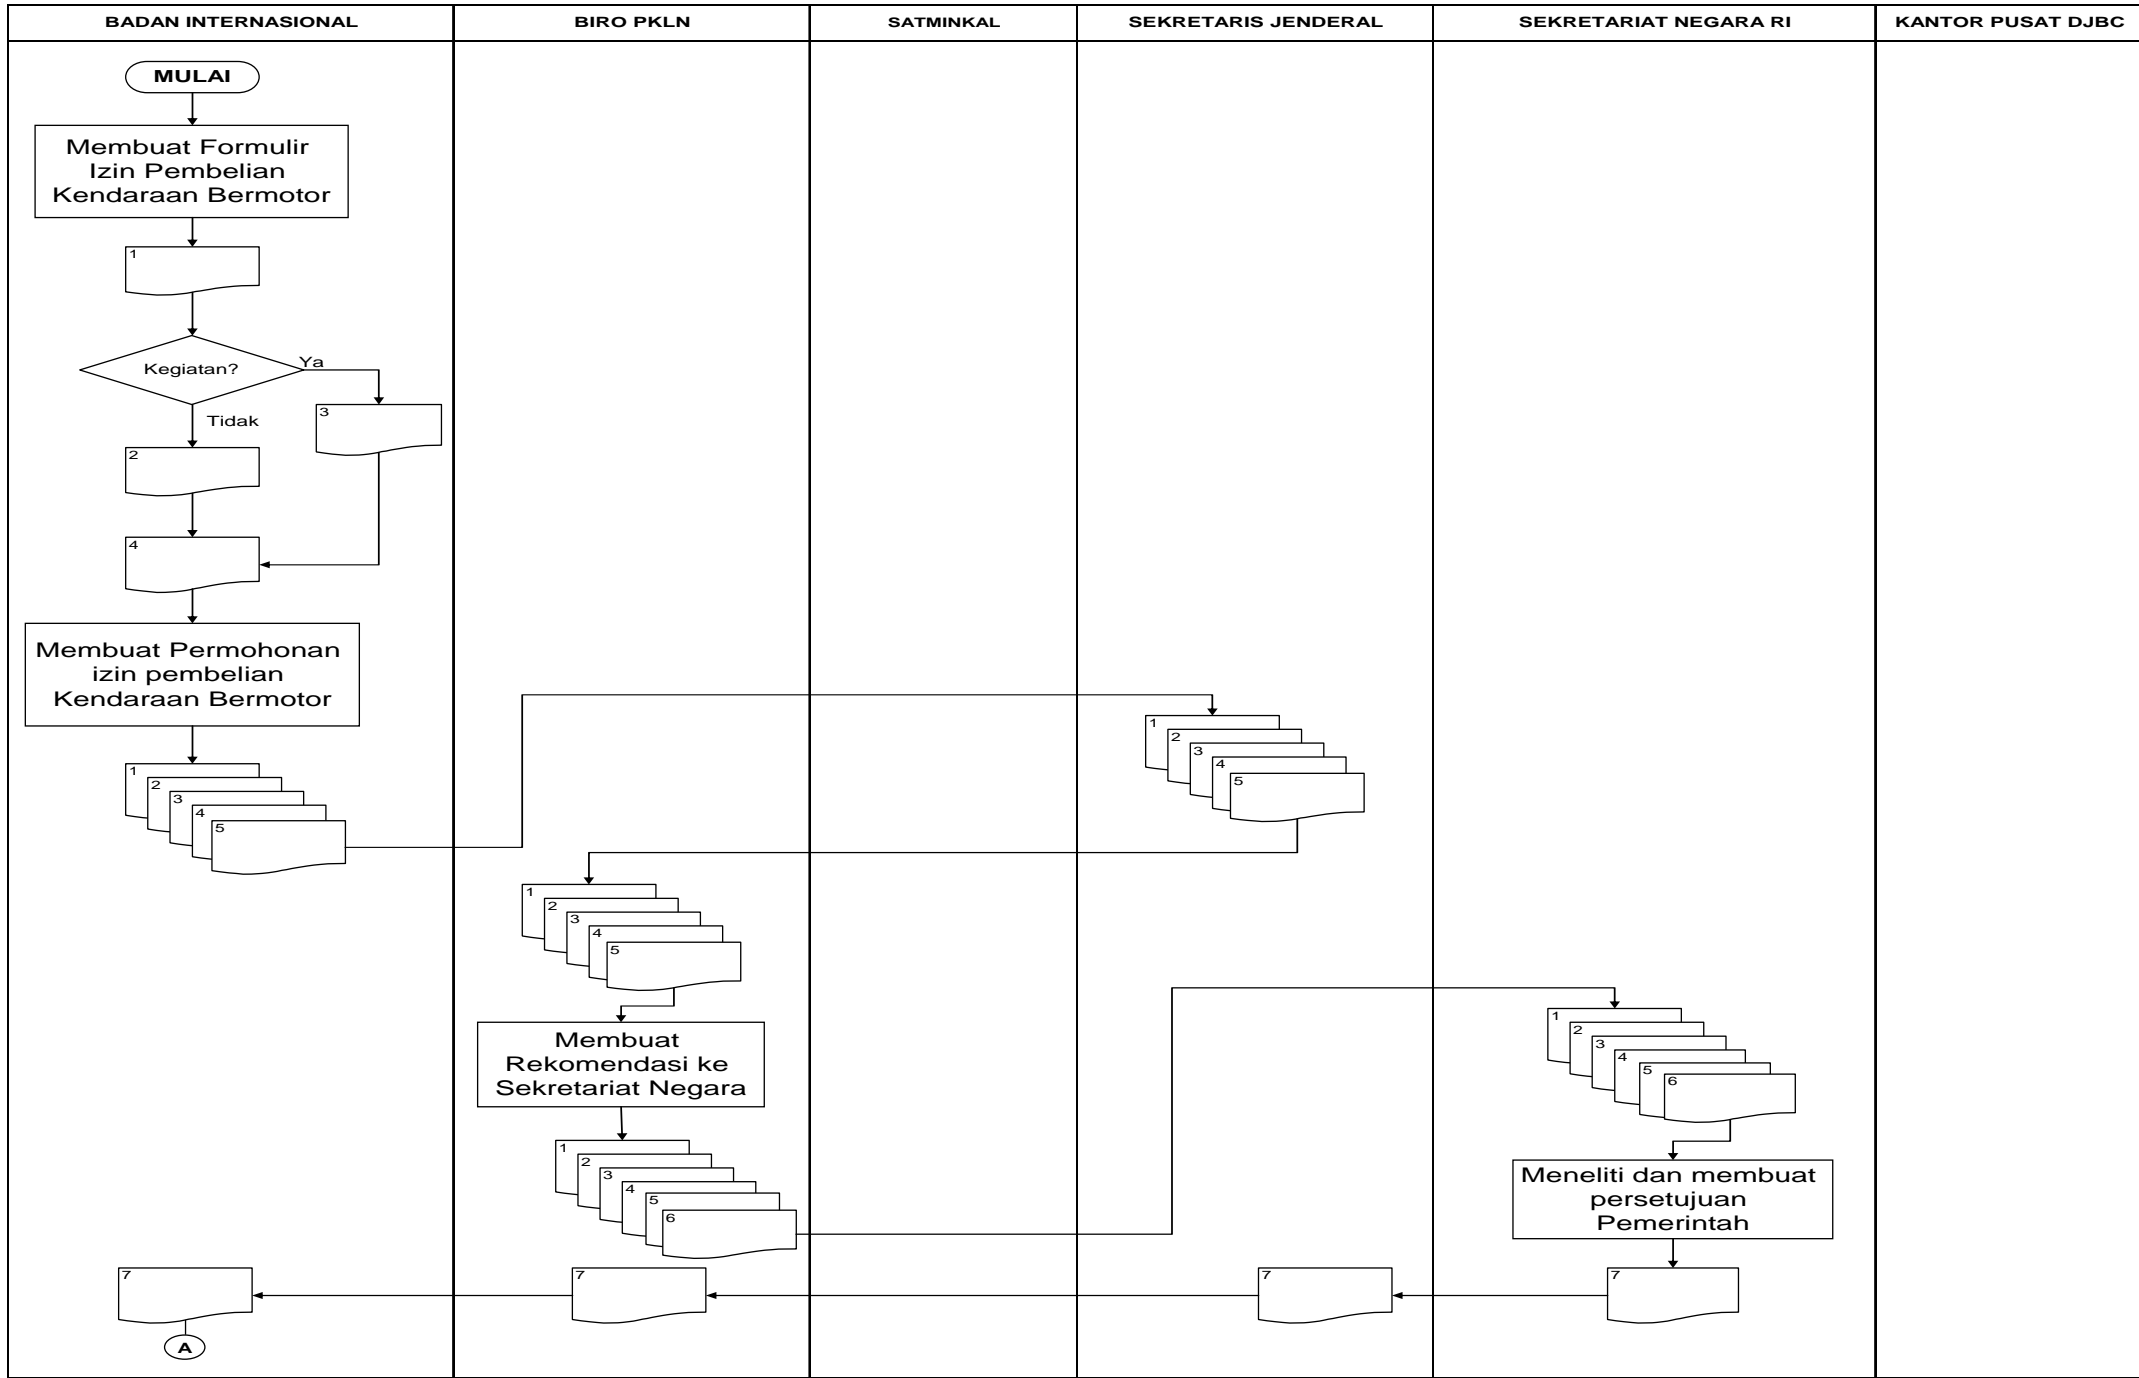 BADAN INTERNASIONAL
BIRO PKLN
SATMINKAL
SEKRETARIS JENDERAL
SEKRETARIAT NEGARA RI
KANTOR PUSAT DJBC
MULAI
Membuat Formulir
Izin Pembelian
Kendaraan Bermotor
1
Kegiatan?
Ya
Tidak
3
2
4
Membuat Permohonan
izin pembelian
Kendaraan Bermotor
1
2
3
4
5
1
2
3
4
5
1
2
3
4
5
Membuat
Rekomendasi ke
Sekretariat Negara
1
2
3
4
5
6
1
2
3
4
5
6
Meneliti dan membuat
persetujuan
Pemerintah
7
7
7
7
A